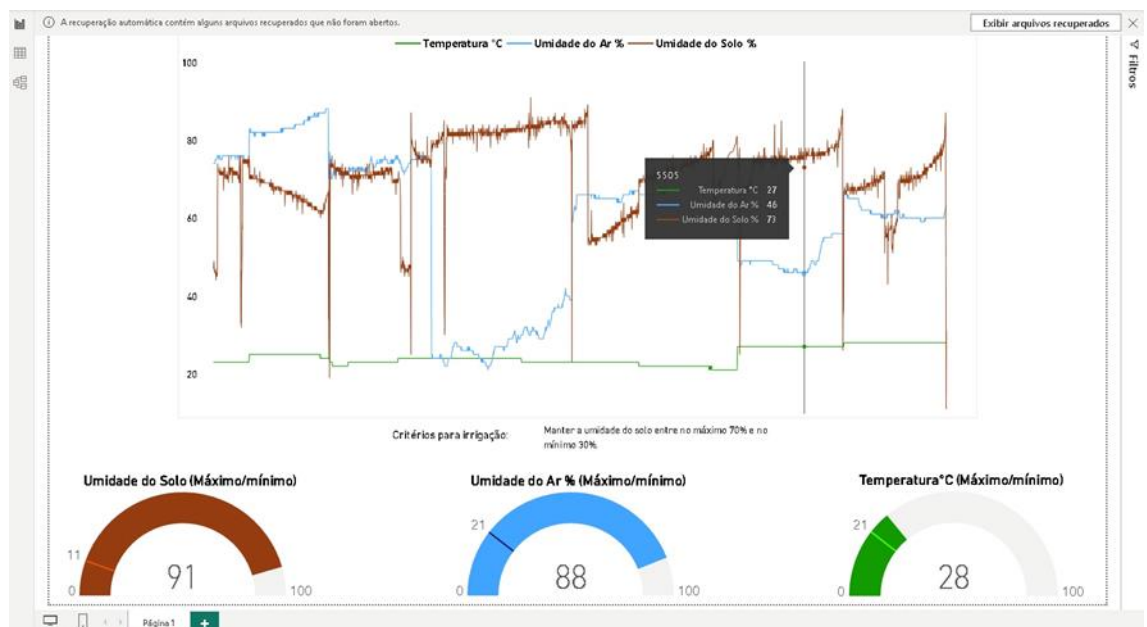 A recuperação automática contém alguns arquivos recuperados que não foram abertos.
Exibir arquivos recuperados
Filtros
Temperatura °C Umidade do Ar % Umidade do Solo %
100
80
60
40
20
5505
Temperatura °C 27
Umidade do Ar % 46
Umidade do Solo % 73
Critérios para irrigação:
Manter a umidade do solo entre no máximo 70% e no
mínimo 30%.
Umidade do Solo (Máximo/mínimo)
11
0
91
100
Umidade do Ar % (Máximo/mínimo)
21
0
88
100
Temperatura°C (Máximo/mínimo)
21
0
28
100
Página 1